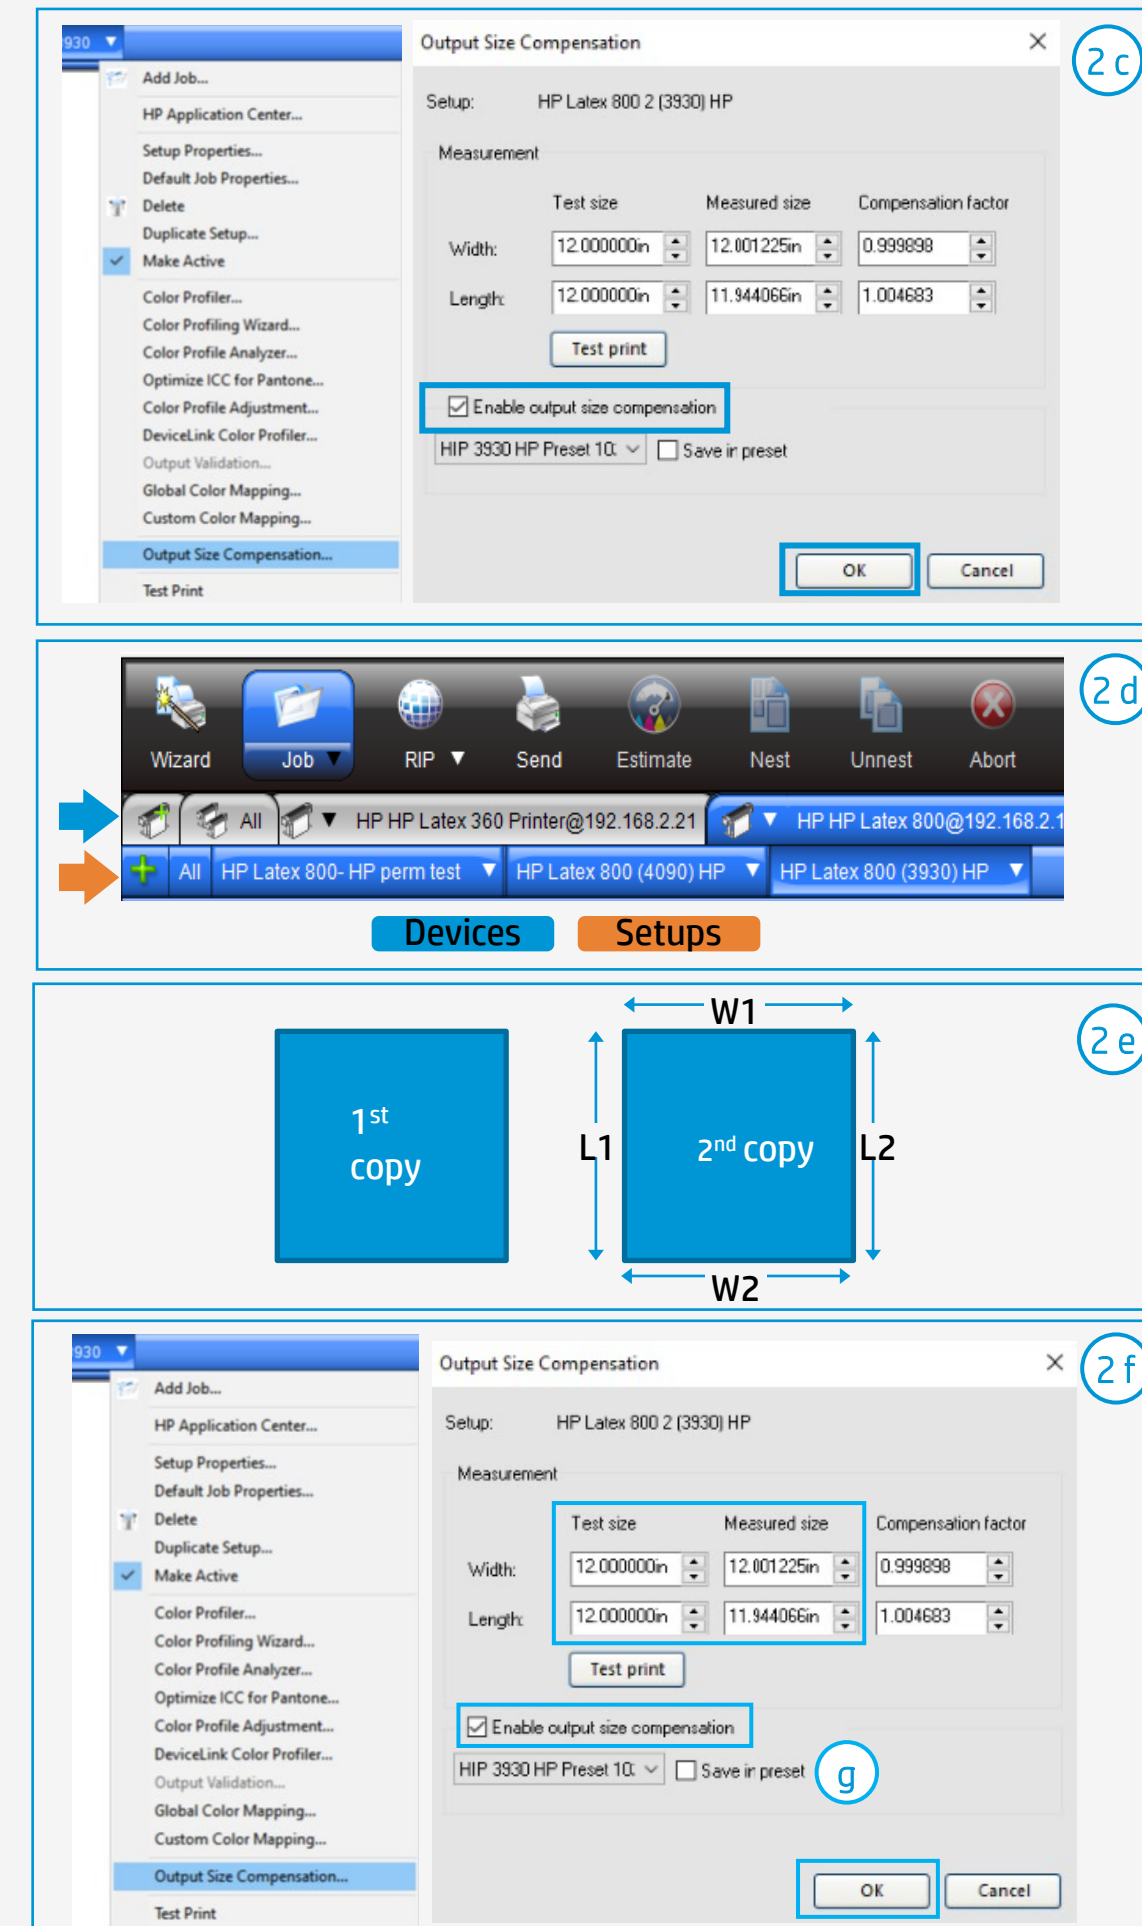 930
Add Job...
HP Application Center...
Setup Properties...
Default Job Properties...
Delete
Duplicate Setup...
Make Active
Color Profiler...
Color Profiling Wizard...
Color Profile Analyzer...
Optimize ICC for Pantone...
Color Profile Adjustment...
DeviceLink Color Profiler...
Output Validation...
Global Color Mapping...
Custom Color Mapping...
Output Size Compensation...
Test Print
Output Size Compensation
2 c
Setup: HP Latex 800 2 (3930) HP
Measurement
Test size Measured size Compensation factor
Width: 12.000000in 12.001225in 0.999898
Length: 12.000000in 11.944066in 1.004683
Test print
Enable output size compensation
HIP 3930 HP Preset 10: Save in preset
OK Cancel
2 d
Wizard Job RIP Send Estimate Nest Unnest Abort
All HP HP Latex 360 Printer@192.168.2.21 HP HP Latex 800@192.168.2.1
All HP Latex 800- HP perm test HP Latex 800 (4090) HP HP Latex 800 (3930) HP
Devices Setups
2 e
W1
1st
copy
L1 2nd copy L2
W2
930
Add Job...
HP Application Center...
Setup Properties...
Default Job Properties...
Delete
Duplicate Setup...
Make Active
Color Profiler...
Color Profiling Wizard...
Color Profile Analyzer...
Optimize ICC for Pantone...
Color Profile Adjustment...
DeviceLink Color Profiler...
Output Validation...
Global Color Mapping...
Custom Color Mapping...
Output Size Compensation...
Test Print
Output Size Compensation
2 f
Setup: HP Latex 800 2 (3930) HP
Measurement
Test size Measured size Compensation factor
Width: 12.000000in 12.001225in 0.999898
Length: 12.000000in 11.944066in 1.004683
Test print
Enable output size compensation
HIP 3930 HP Preset 10: Save in preset g
OK Cancel